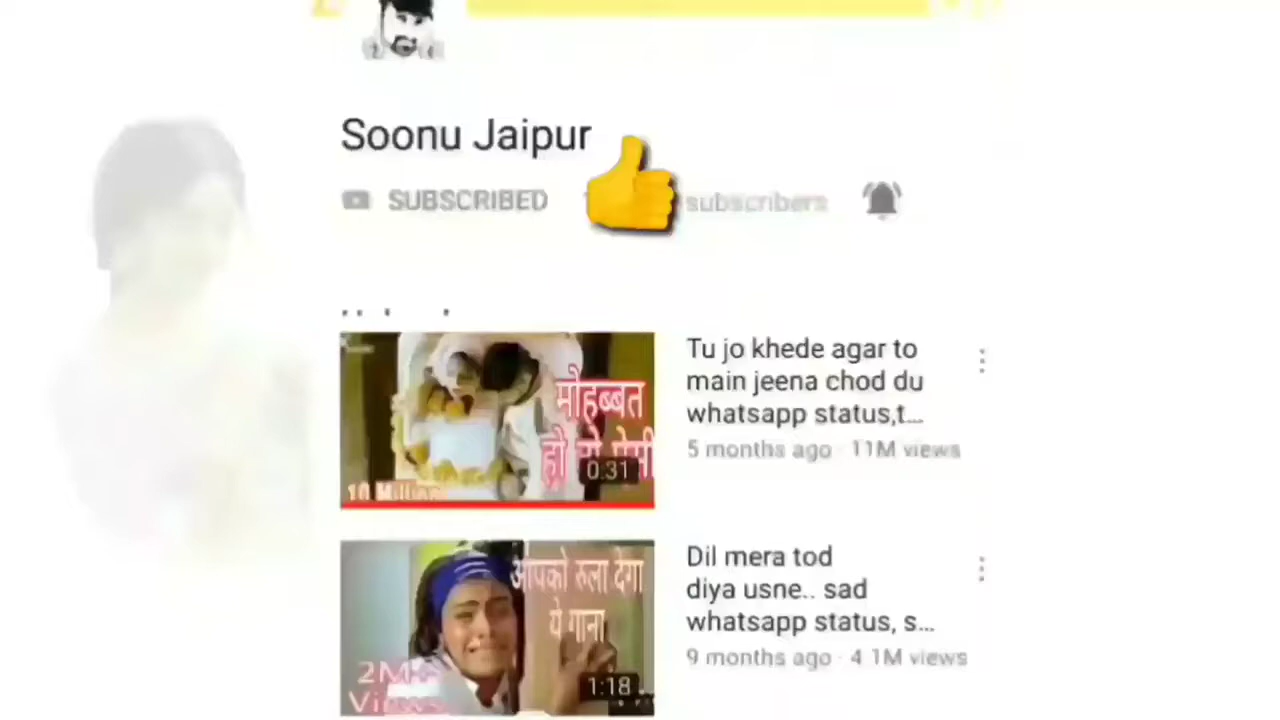 Soonu Jaipur
SUBSCRIBED
subscribers
मोहब्बत
हो
0:31
10 Million
Tu jo khede agar to
main jeena chod du
whatsapp status,t...
5 months ago · 11M views
आपको रुला देगा
ये गाना
2M+
Views
1:18
Dil mera tod
diya usne.. sad
whatsapp status, s...
9 months ago · 4.1M views